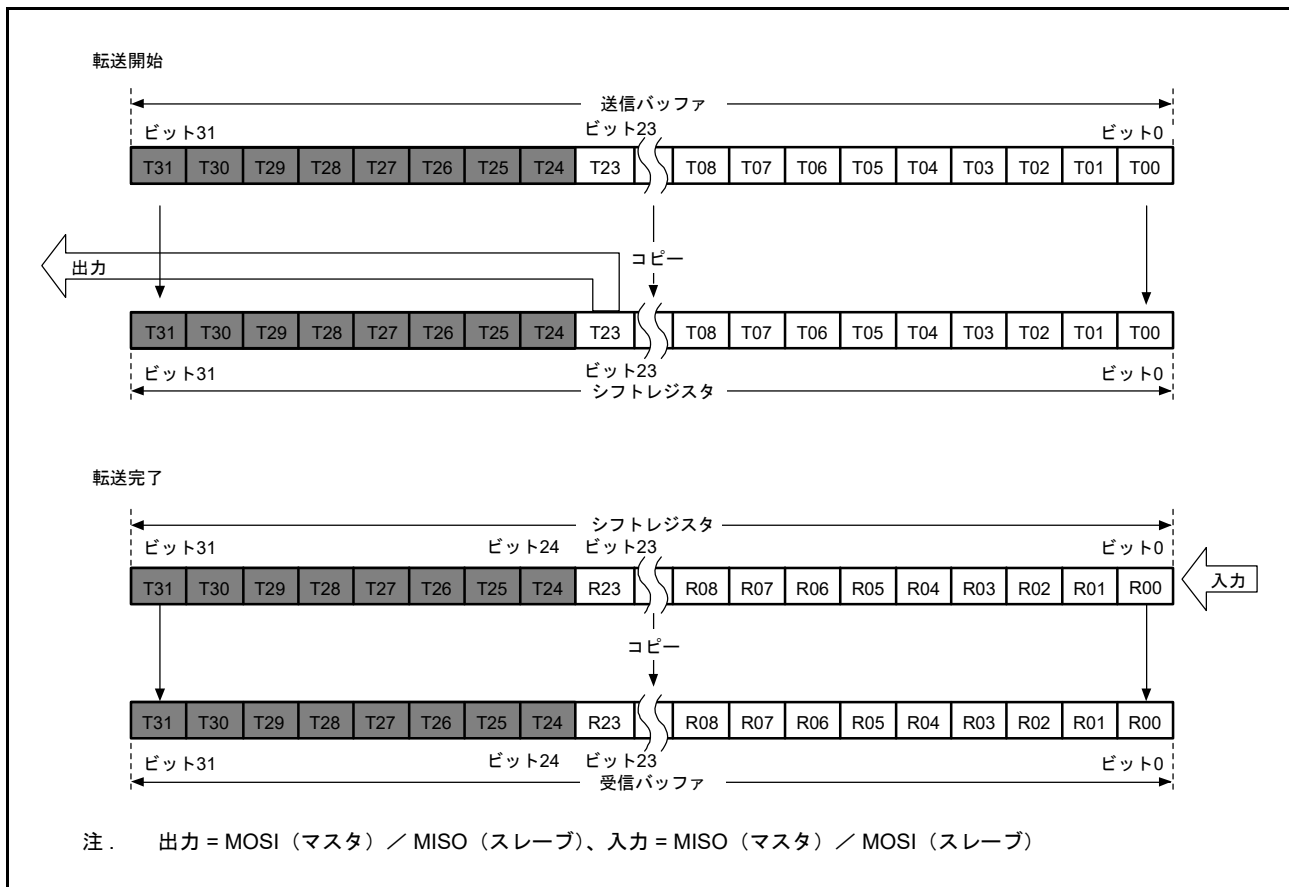 転送開始
送信バッファ
ビット31 ビット23 ビット0
T31 T30 T29 T28 T27 T26 T25 T24 T23 T08 T07 T06 T05 T04 T03 T02 T01 T00
コピー
出力
T31 T30 T29 T28 T27 T26 T25 T24 T23 T08 T07 T06 T05 T04 T03 T02 T01 T00
ビット31 ビット23 ビット0
シフトレジスタ
転送完了
シフトレジスタ
ビット31 ビット24 ビット23 ビット0
T31 T30 T29 T28 T27 T26 T25 T24 R23 R08 R07 R06 R05 R04 R03 R02 R01 R00 入力
コピー
T31 T30 T29 T28 T27 T26 T25 T24 R23 R08 R07 R06 R05 R04 R03 R02 R01 R00
ビット31 ビット24 ビット23 ビット0
受信バッファ
注． 出力 = MOSI（マスタ）／ MISO（スレーブ）、入力 = MISO（マスタ）／ MOSI（スレーブ）